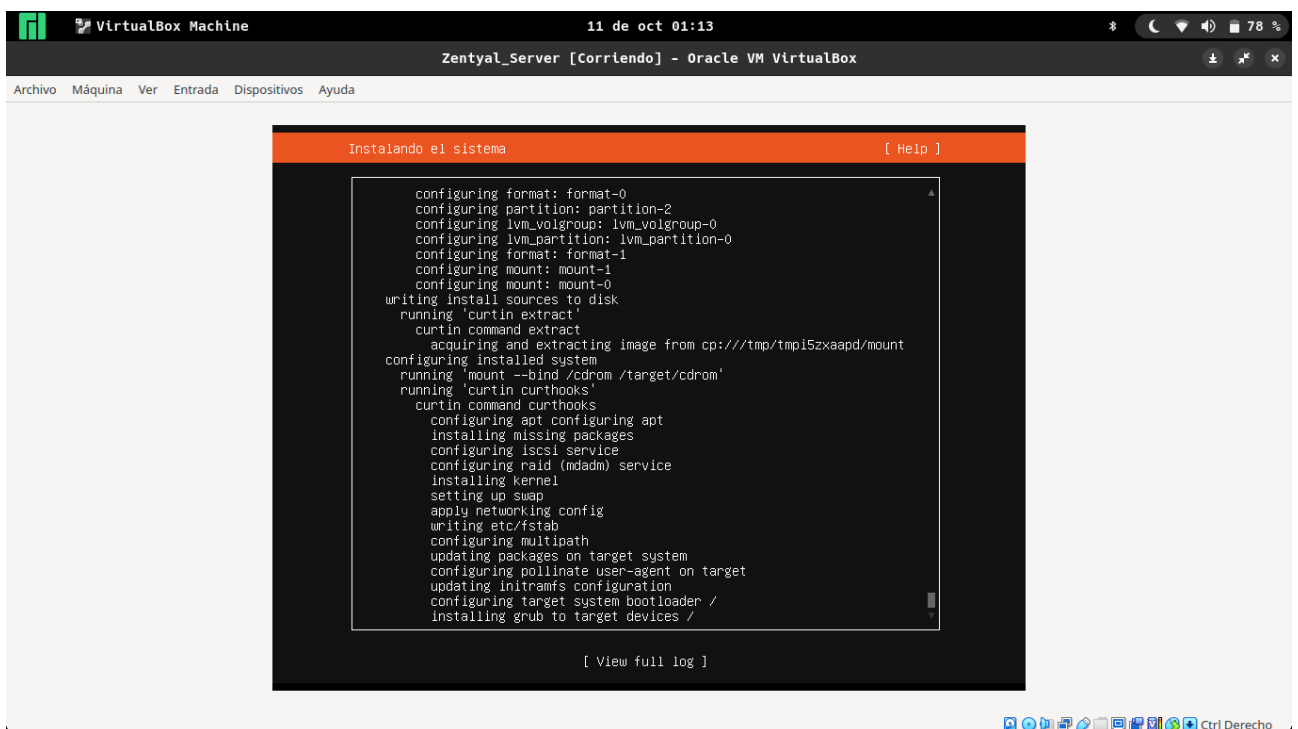 VirtualBox Machine
11 de oct 01:13
78 %
Zentyal_Server [Corriendo] - Oracle VM VirtualBox
Archivo Máquina Ver Entrada Dispositivos Ayuda
Instalando el sistema [ Help ]
configuring format: format-0
configuring partition: partition-2
configuring lvm_volgroup: lvm_volgroup-0
configuring lvm_partition: lvm_partition-0
configuring format: format-1
configuring mount: mount-1
configuring mount: mount-0
writing install sources to disk
running 'curtin extract'
curtin command extract
acquiring and extracting image from cp:///tmp/tmpi5zxaapd/mount
configuring installed system
running 'mount --bind /cdrom /target/cdrom'
running 'curtin curthooks'
curtin command curthooks
configuring apt configuring apt
installing missing packages
configuring iscsi service
configuring raid (mdadm) service
installing kernel
setting up swap
apply networking config
writing etc/fstab
configuring multipath
updating packages on target system
configuring pollinate user-agent on target
updating initramfs configuration
configuring target system bootloader /
installing grub to target devices /
[ View full log ]
Ctrl Derecho